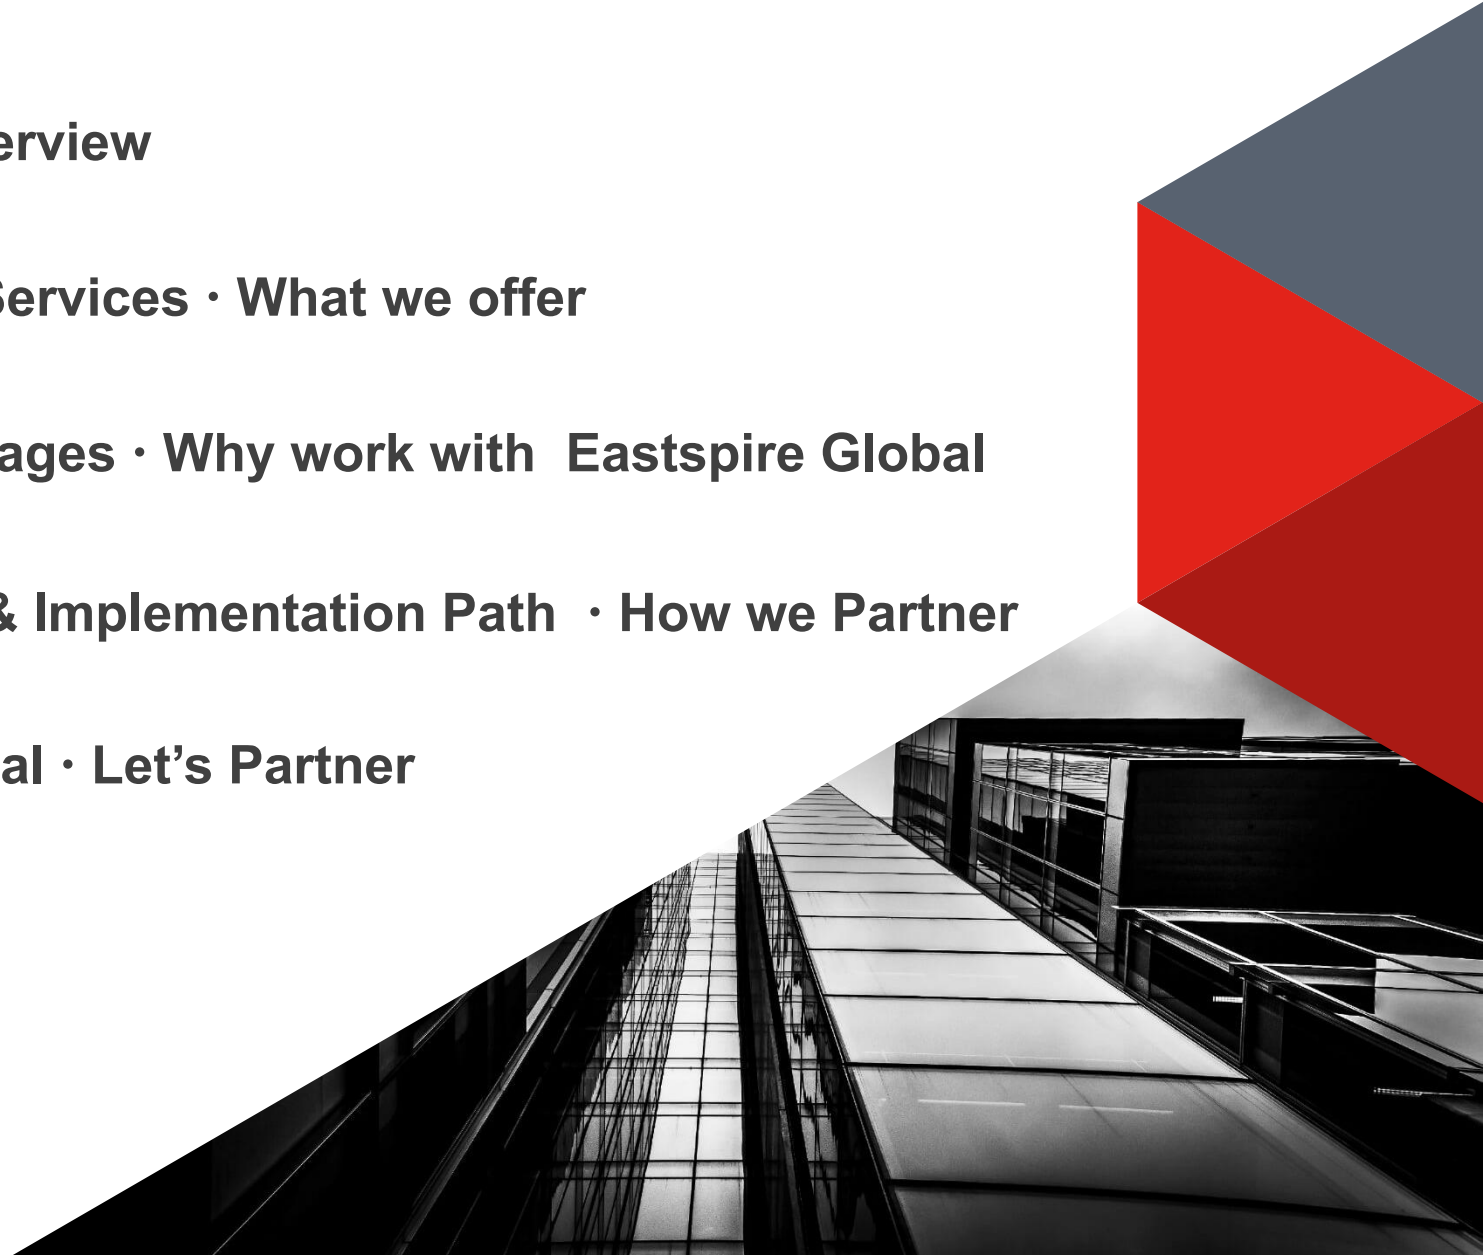 erview
Services · What we offer
ages · Why work with  Eastspire Global
& Implementation Path  · How we Partner
al · Let’s Partner